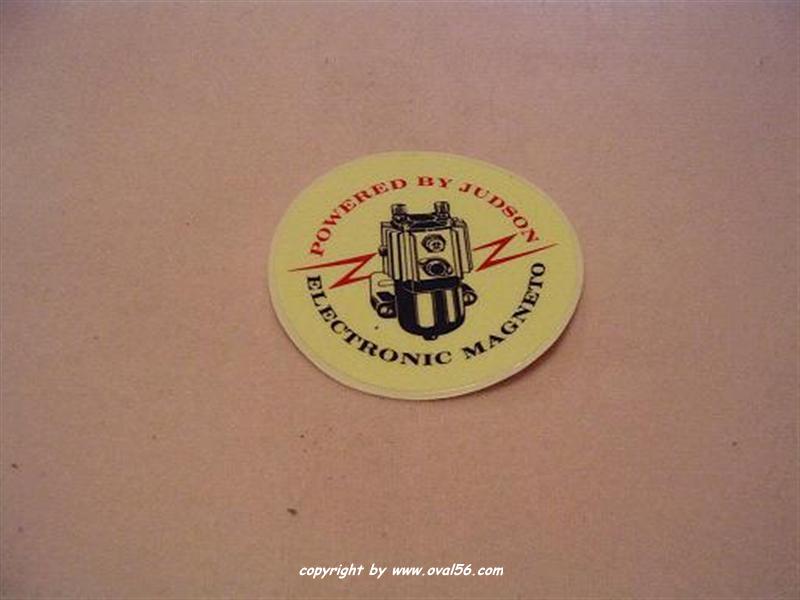 POWERED BY JUDSON
ELECTRONIC MAGNETO
copyright by www.oval56.com